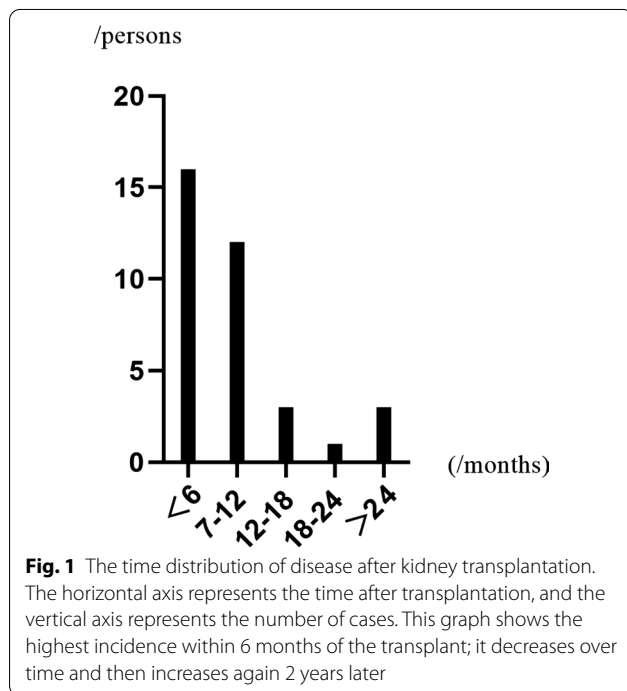 /persons
20
15
10
5
0
<6
7-12
12-18
18-24
>24
(/months)
Fig. 1 The time distribution of disease after kidney transplantation.
The horizontal axis represents the time after transplantation, and the
vertical axis represents the number of cases. This graph shows the
highest incidence within 6 months of the transplant; it decreases over
time and then increases again 2 years later